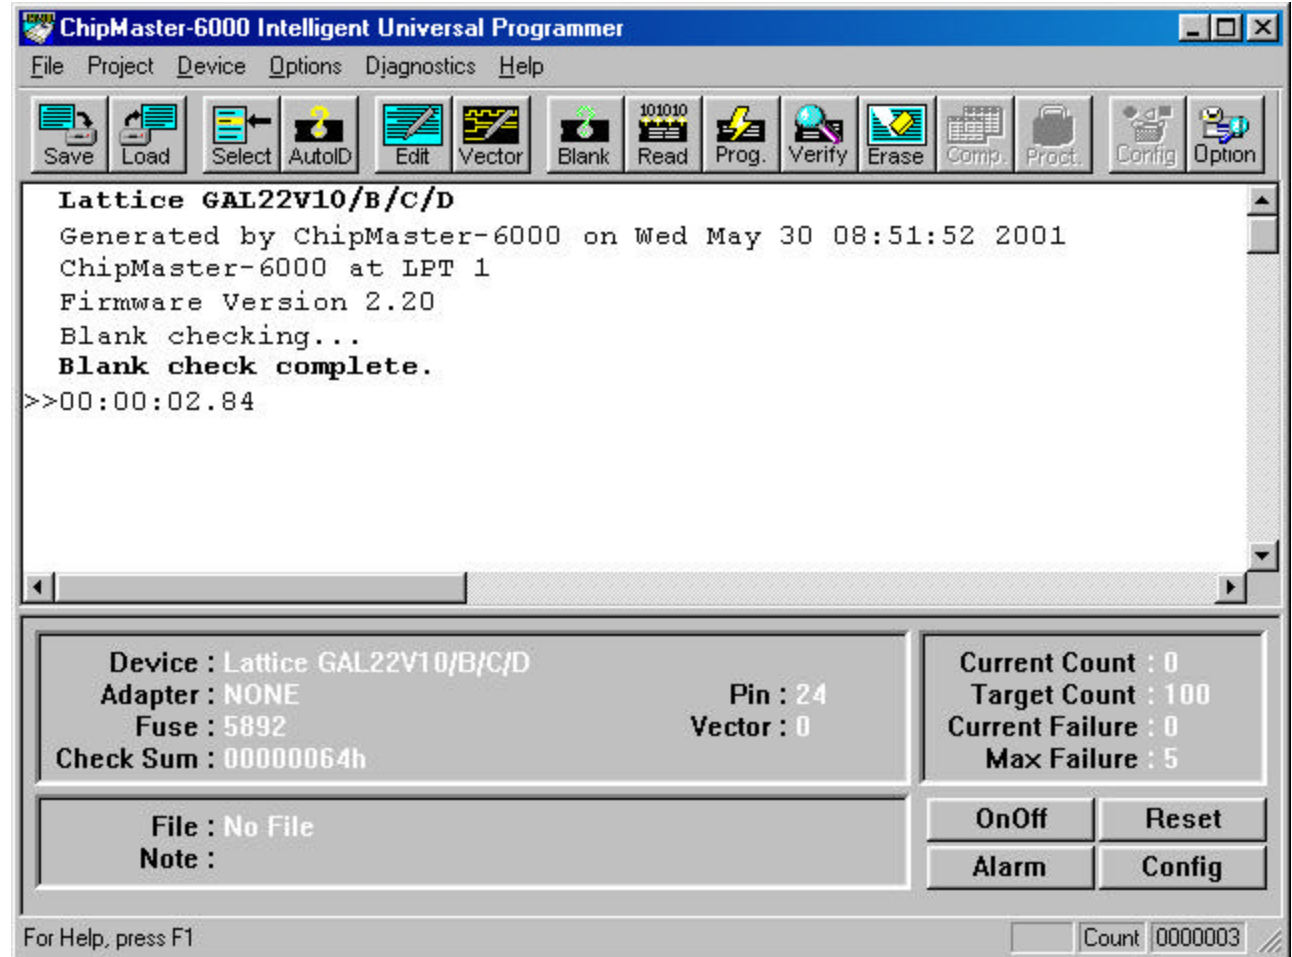 ChipMaster-6000 Intelligent Universal Programmer
File Project Device Options Diagnostics Help
101010
Save Load Select AutoID Edit Vector Blank Read Prog. Verify Erase Comp. Proct. Config Option
Lattice GAL22V10/B/C/D
Generated by ChipMaster-6000 on Wed May 30 08:51:52 2001
ChipMaster-6000 at LPT 1
Firmware Version 2.20
Blank checking...
Blank check complete.
>>00:00:02.84
Device : Lattice GAL22V10/B/C/D
Adapter : NONE Pin : 24
Fuse : 5892 Vector : 0
Check Sum : 00000064h
Current Count : 0
Target Count : 100
Current Failure : 0
Max Failure : 5
File : No File
Note :
OnOff Reset
Alarm Config
For Help, press F1 Count 0000003